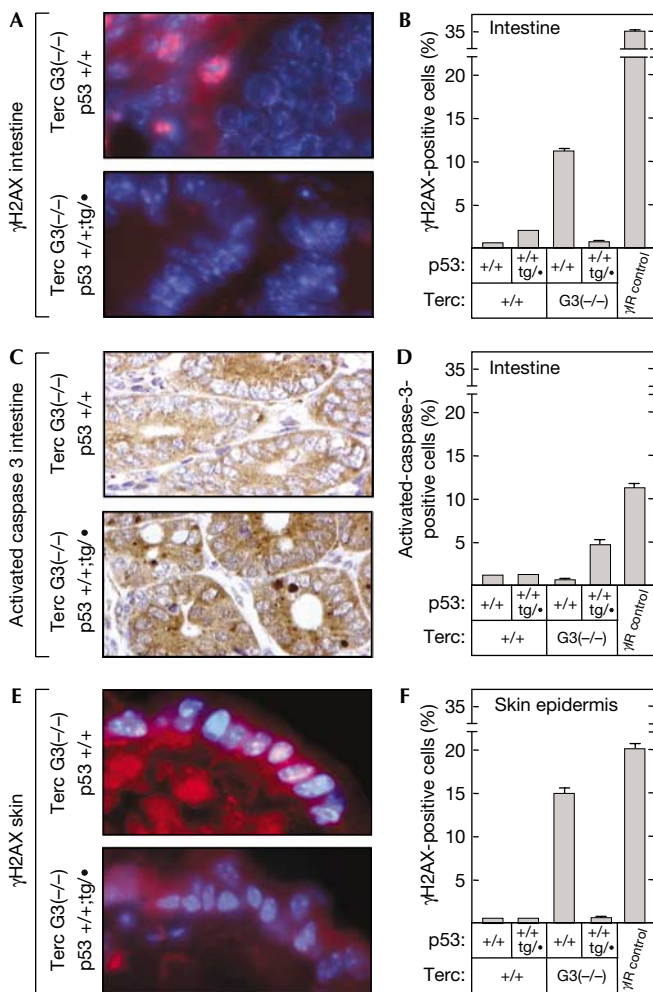 A
γH2AX intestine
Terc G3(–/–)
p53 +/+
Terc G3(–/–)
p53 +/+;tg/•
B
Intestine
γH2AX-positive cells (%)
35
20
15
10
5
p53: +/+ +/+ tg/• +/+ +/+ tg/•
Terc: +/+ G3(–/–)
γIR control
C
Activated caspase 3 intestine
Terc G3(–/–)
p53 +/+
Terc G3(–/–)
p53 +/+;tg/•
D
Intestine
Activated-caspase-3-
positive cells (%)
35
20
15
10
5
p53: +/+ +/+ tg/• +/+ +/+ tg/•
Terc: +/+ G3(–/–)
γIR control
E
γH2AX skin
Terc G3(–/–)
p53 +/+
Terc G3(–/–)
p53 +/+;tg/•
F
Skin epidermis
γH2AX-positive cells (%)
35
20
15
10
5
p53: +/+ +/+ tg/• +/+ +/+ tg/•
Terc: +/+ G3(–/–)
γIR control